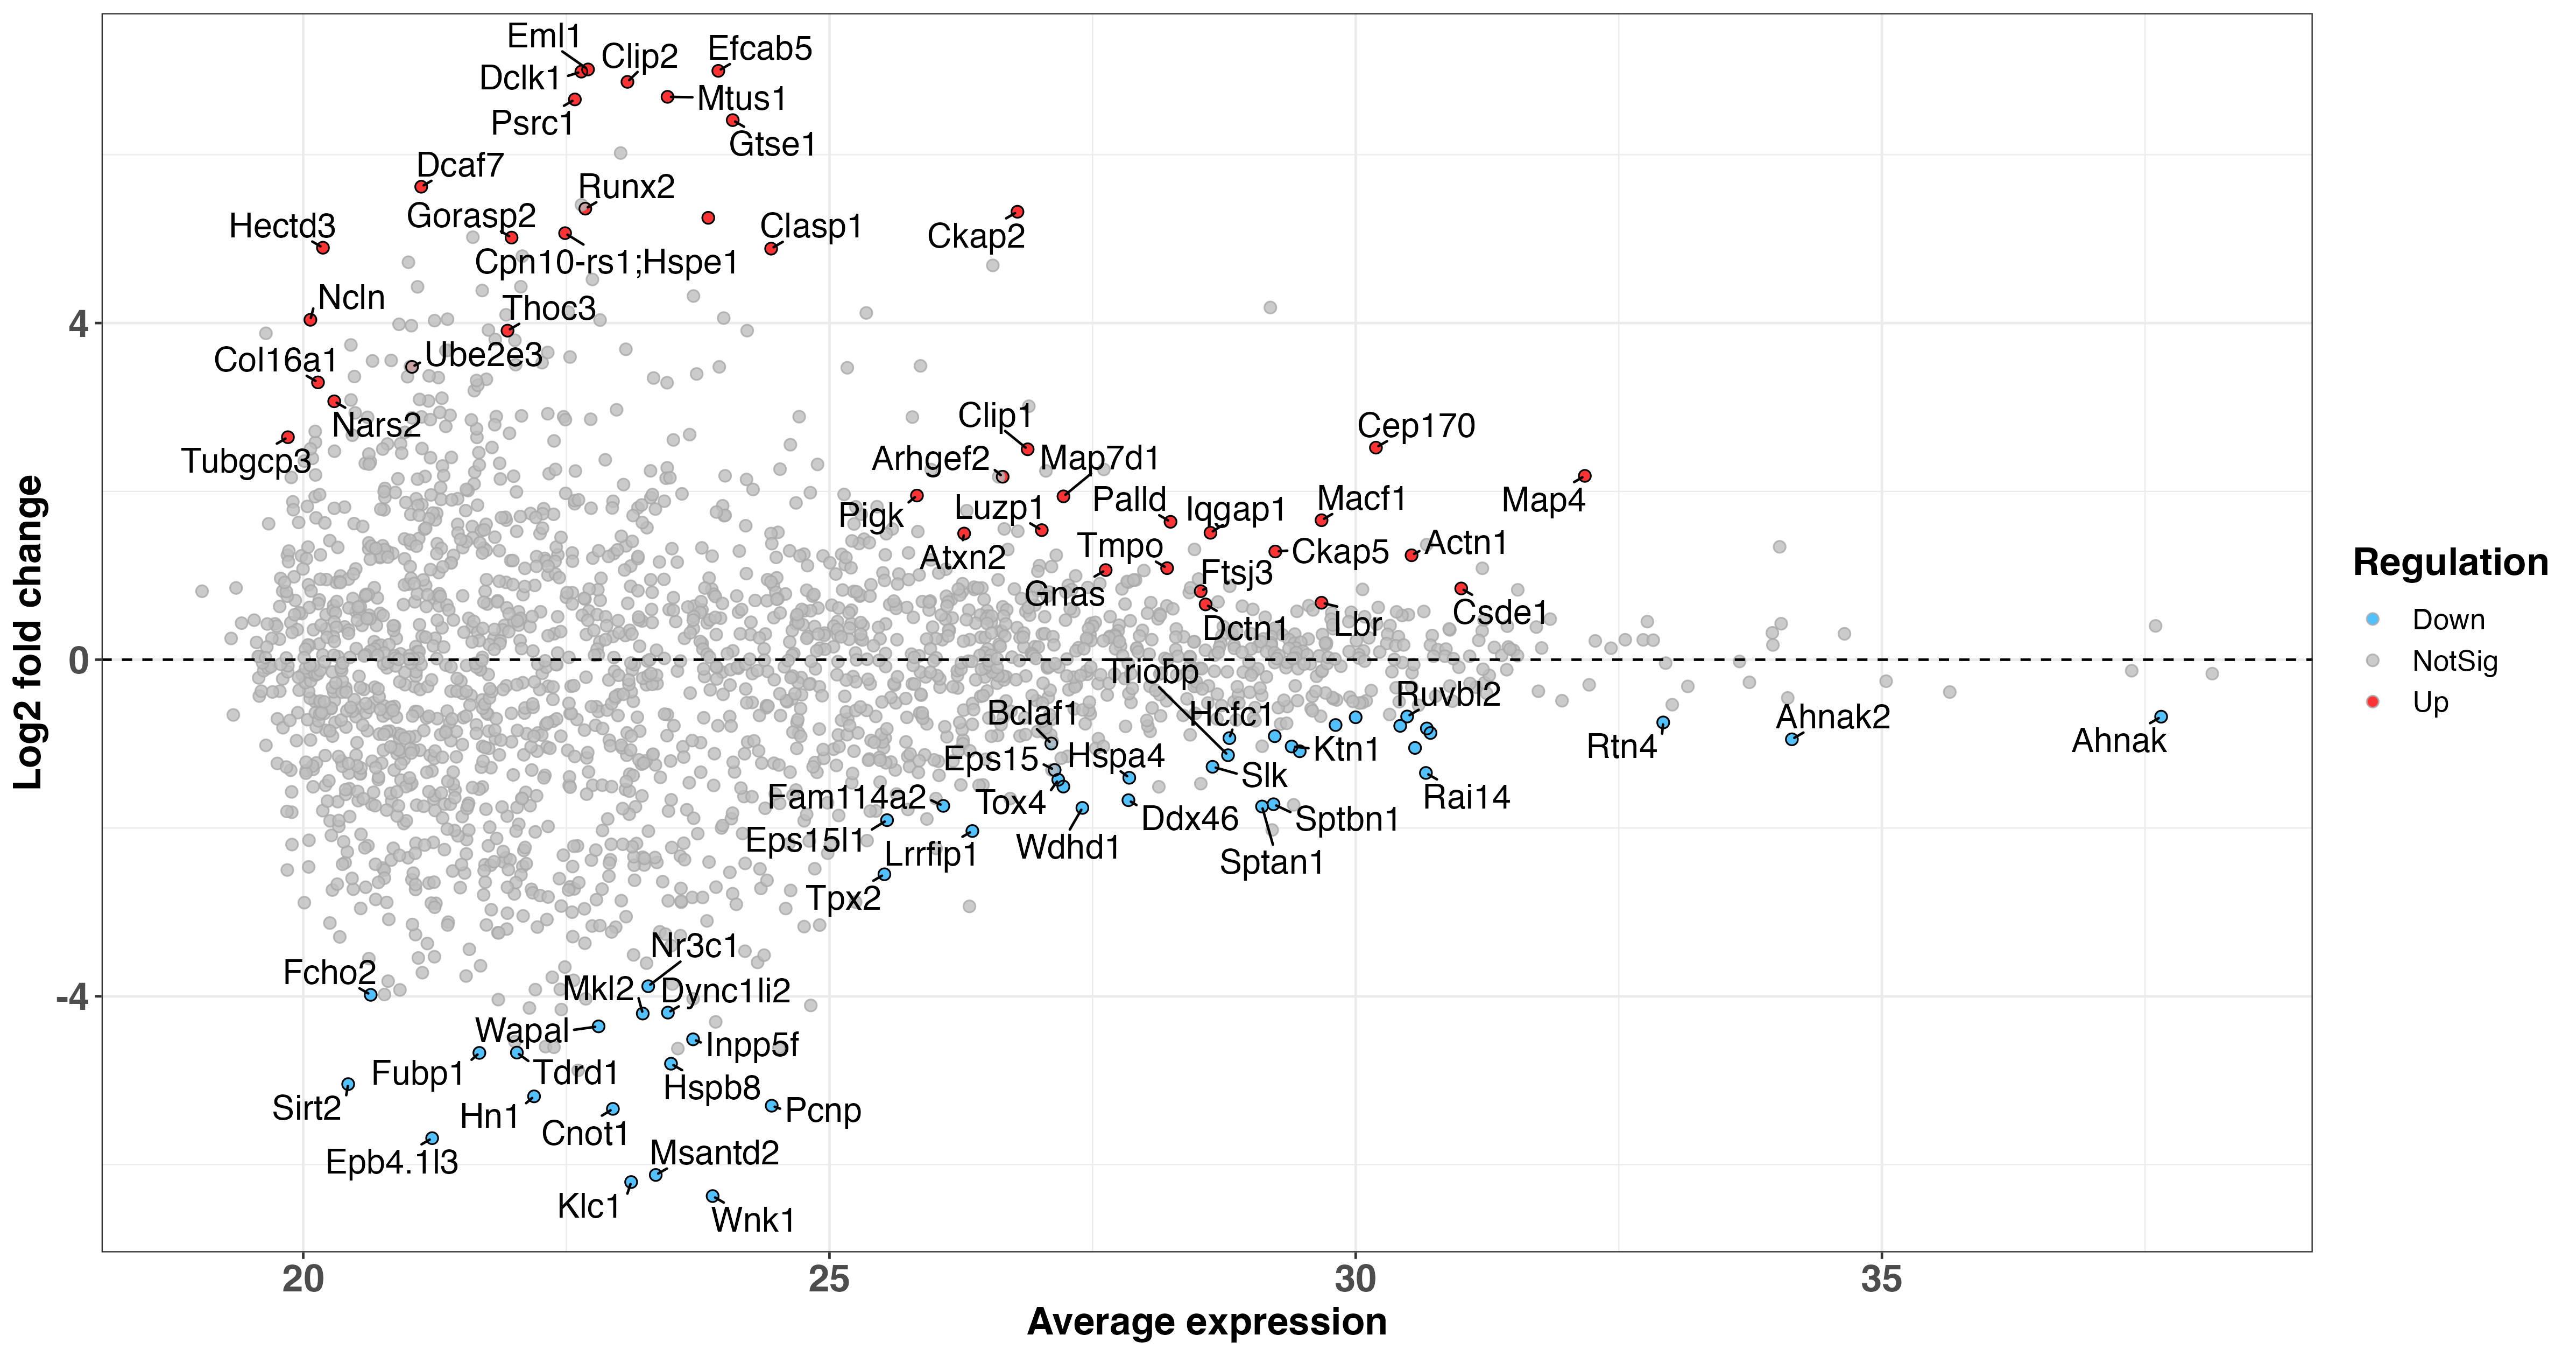 Eml1
Clip2
Efcab5
Dclk1
Mtus1
Psrc1
Gtse1
Dcaf7
Runx2
Gorasp2
Hectd3
Clasp1
Ckap2
Cpn10-rs1;Hspe1
Ncln
Thoc3
4
Col16a1
Ube2e3
Nars2
Tubgcp3
Clip1
Cep170
Arhgef2
Map7d1
Pigk
Luzp1
Palld
Iqgap1
Macf1
Map4
Atxn2
Tmpo
Ckap5
Actn1
Gnas
Ftsj3
Csde1
Dctn1
Lbr
0
Triobp
Ruvbl2
Bclaf1
Hcfc1
Ahnak2
Eps15
Hspa4
Ktn1
Rtn4
Ahnak
Slk
Fam114a2
Tox4
Rai14
Eps15l1
Ddx46
Sptbn1
Lrrfip1
Wdhd1
Sptan1
Tpx2
Nr3c1
Fcho2
Mkl2
Dync1li2
-4
Wapal
Inpp5f
Fubp1
Tdrd1
Hspb8
Sirt2
Hn1
Pcnp
Cnot1
Epb4.1l3
Msantd2
Klc1
Wnk1
20
25
30
35
Average expression
Log2 fold change
Regulation
Down
NotSig
Up